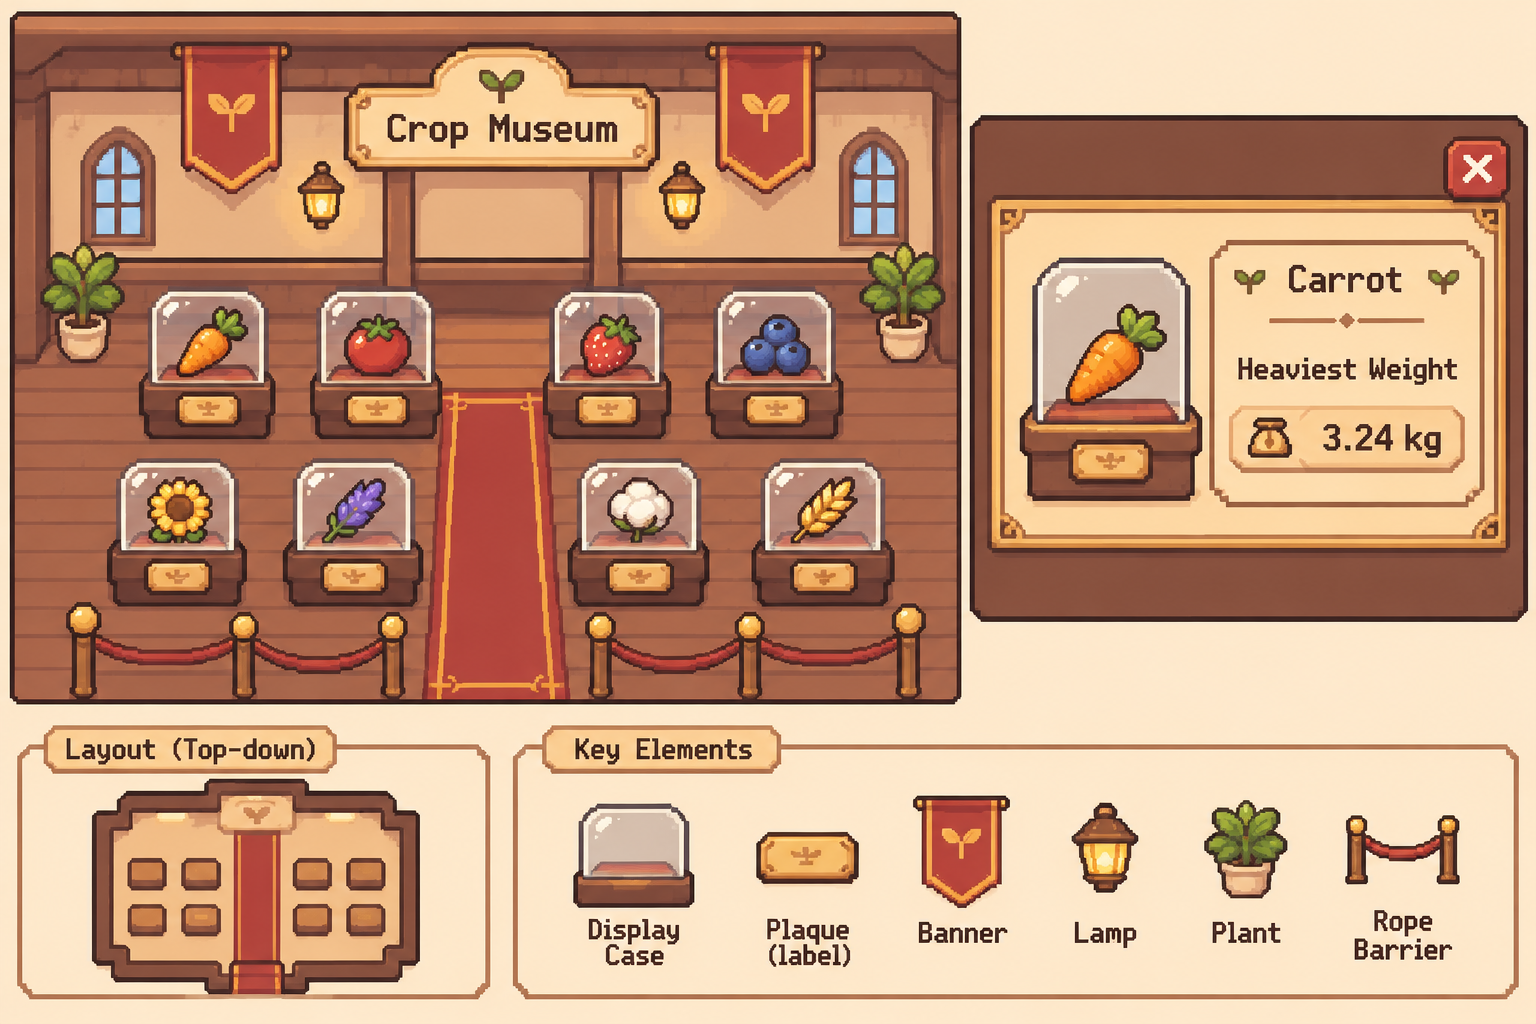 Crop Museum
Carrot
Heaviest Weight
3.24 kg
Layout (Top-down)
Key Elements
Display
Case
Plaque
(label)
Banner
Lamp
Plant
Rope
Barrier